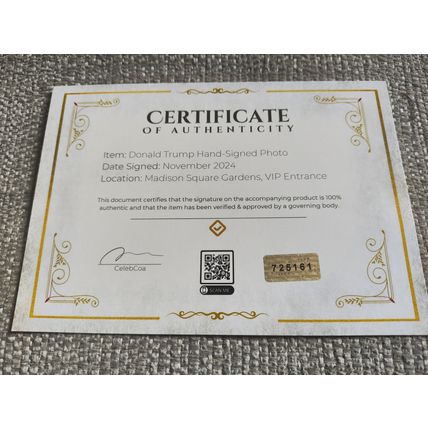 CERTIFICATE
OF AUTHENTICITY
Item: Donald Trump Hand-Signed Photo
Date Signed: November 2024
Location: Madison Square Gardens, VIP Entrance
This document certifies that the signature on the accompanying product is 100%
authentic and that the item has been verified & approved by a governing body.
CelebCoa
SCAN ME
725161